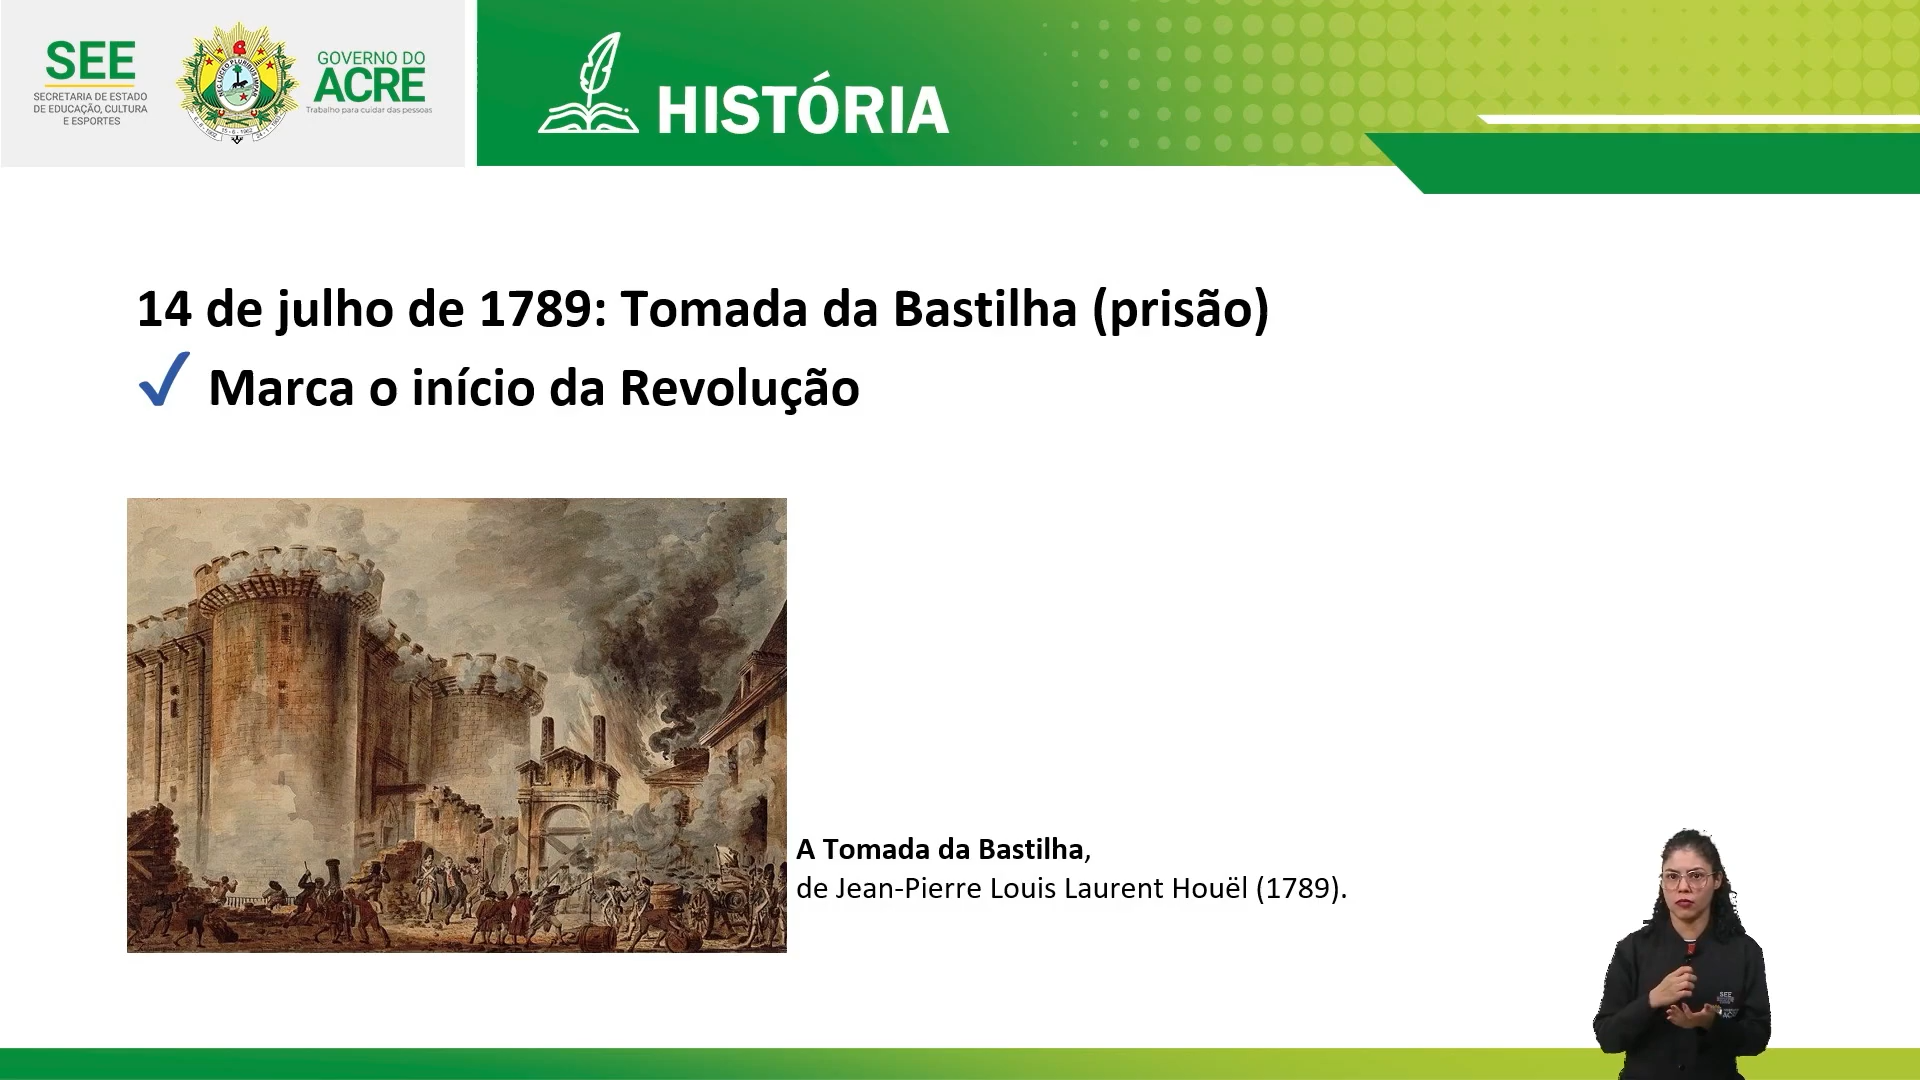 SEE
SECRETARIA DE ESTADO
DE EDUCAÇÃO, CULTURA
E ESPORTES
GOVERNO DO
ACRE
Trabalho para cuidar das pessoas
HISTÓRIA
14 de julho de 1789: Tomada da Bastilha (prisão)
✓ Marca o início da Revolução
A Tomada da Bastilha,
de Jean-Pierre Louis Laurent Houël (1789).
SEE